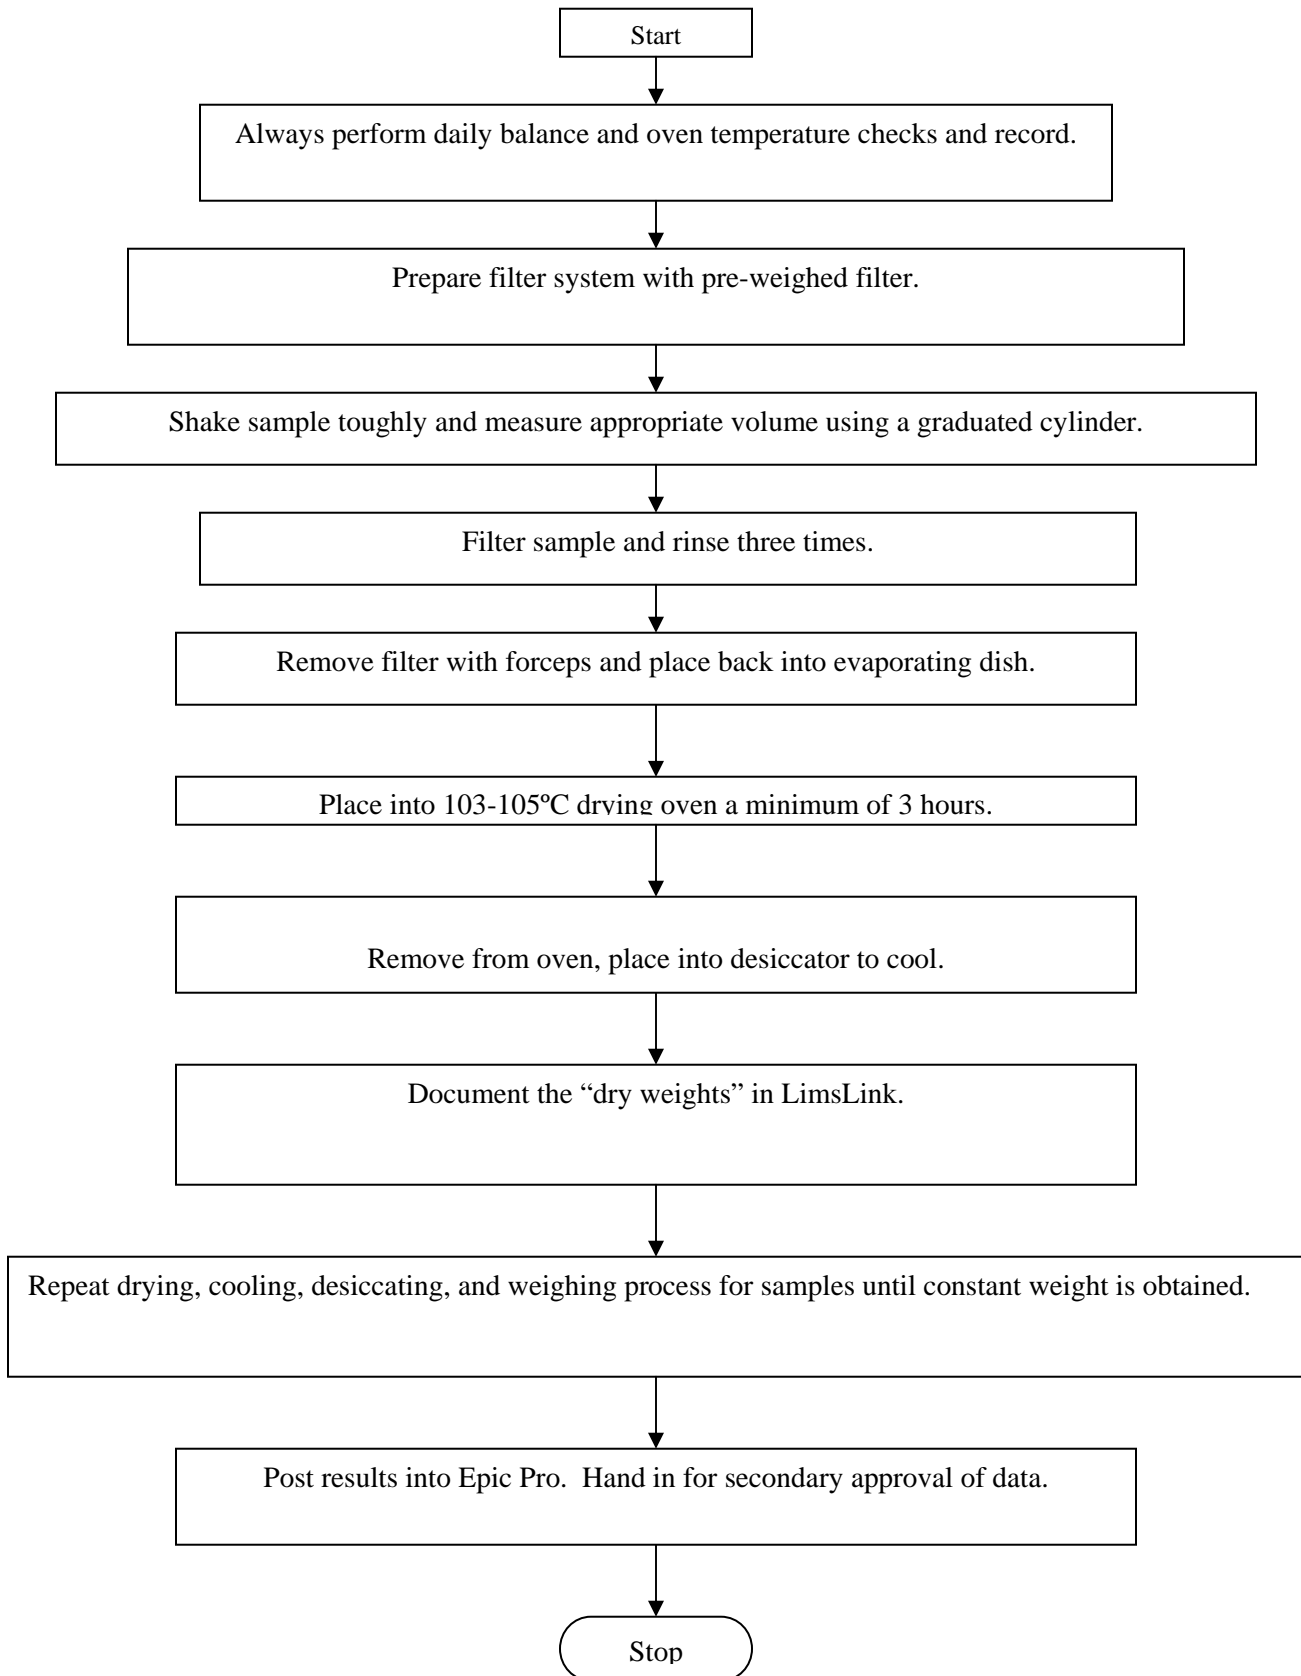 Start
Always perform daily balance and oven temperature checks and record.
Prepare filter system with pre-weighed filter.
Shake sample toughly and measure appropriate volume using a graduated cylinder.
Filter sample and rinse three times.
Remove filter with forceps and place back into evaporating dish.
Place into 103-105ºC drying oven a minimum of 3 hours.
Remove from oven, place into desiccator to cool.
Document the “dry weights” in LimsLink.
Repeat drying, cooling, desiccating, and weighing process for samples until constant weight is obtained.
Post results into Epic Pro.  Hand in for secondary approval of data.
Stop